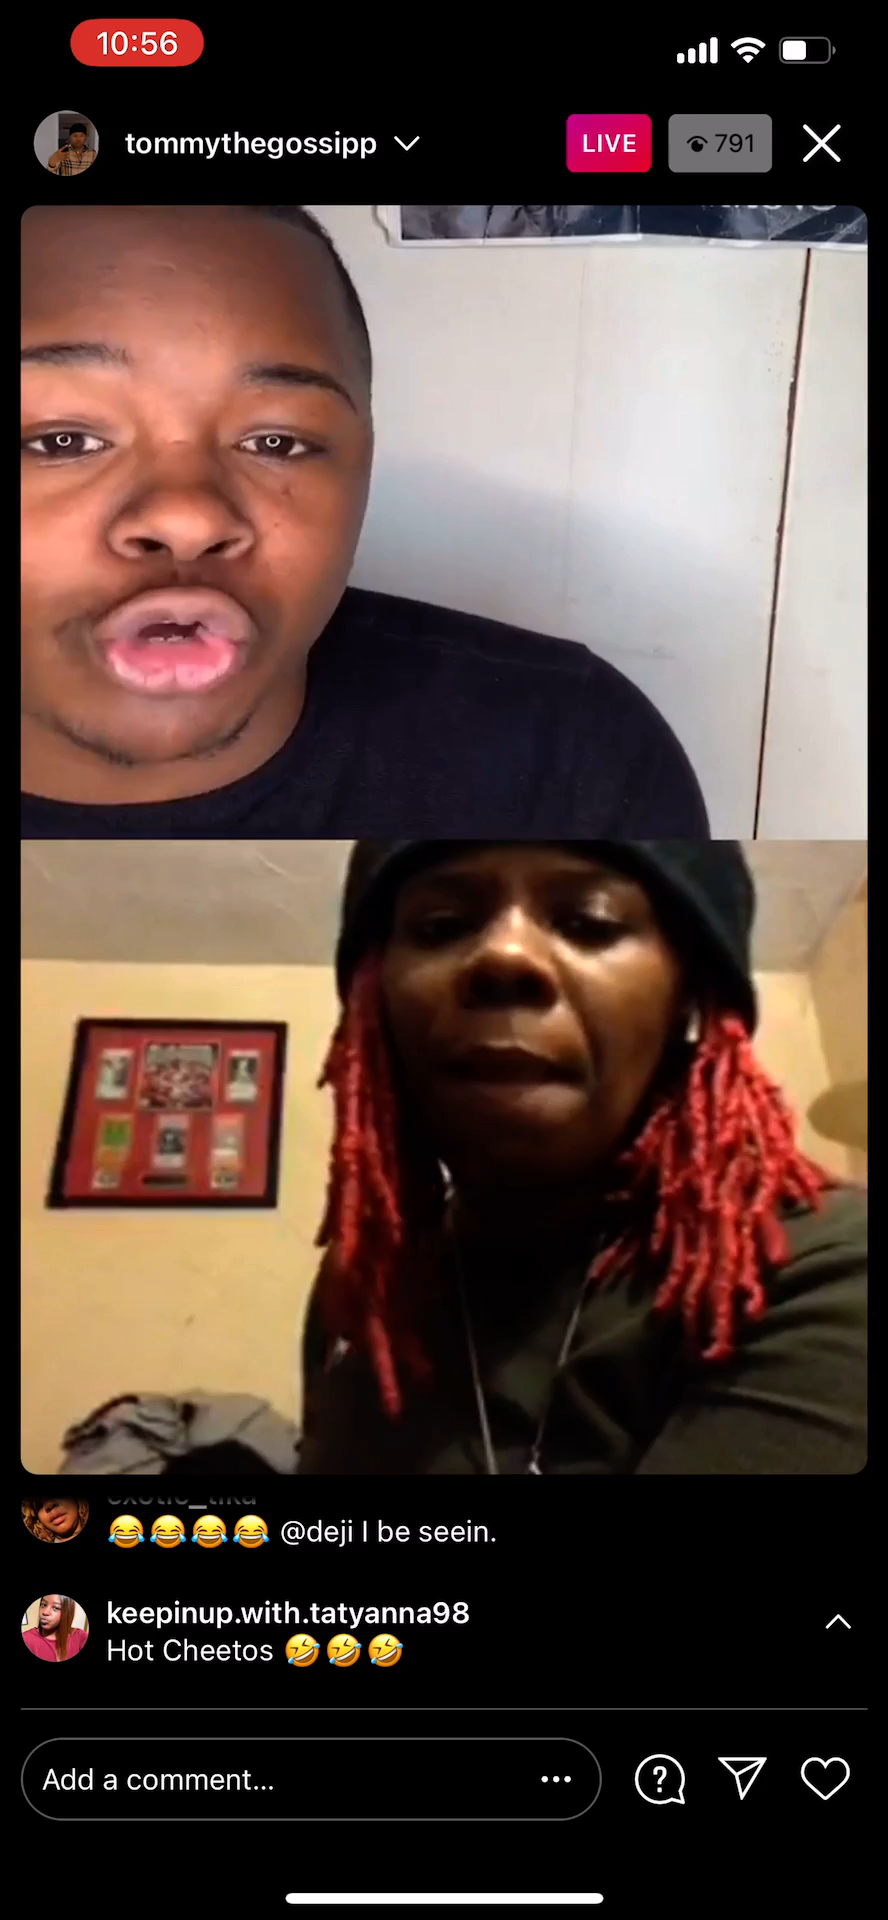 10:56
tommythegossipp
LIVE
791
😂😂😂😂 @deji I be seein.
keepinup.with.tatyanna98
Hot Cheetos 🤣🤣🤣
Add a comment...